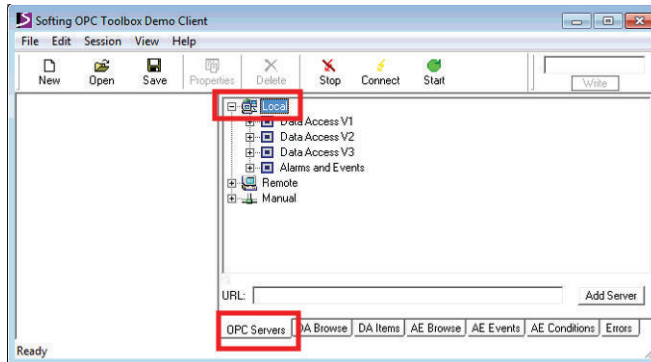 Softing OPC Toolbox Demo Client
File Edit Session View Help
New Open Save Properties Delete Stop Connect Start Write
Local
Data Access V1
Data Access V2
Data Access V3
Alarms and Events
Remote
Manual
URL: Add Server
OPC Servers DA Browse DA Items AE Browse AE Events AE Conditions Errors
Ready